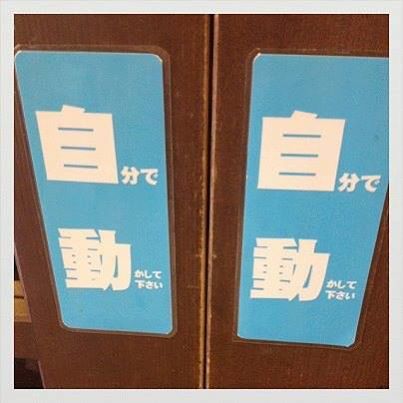 自分で
動かして
下さい
自分で
動かして
下さい